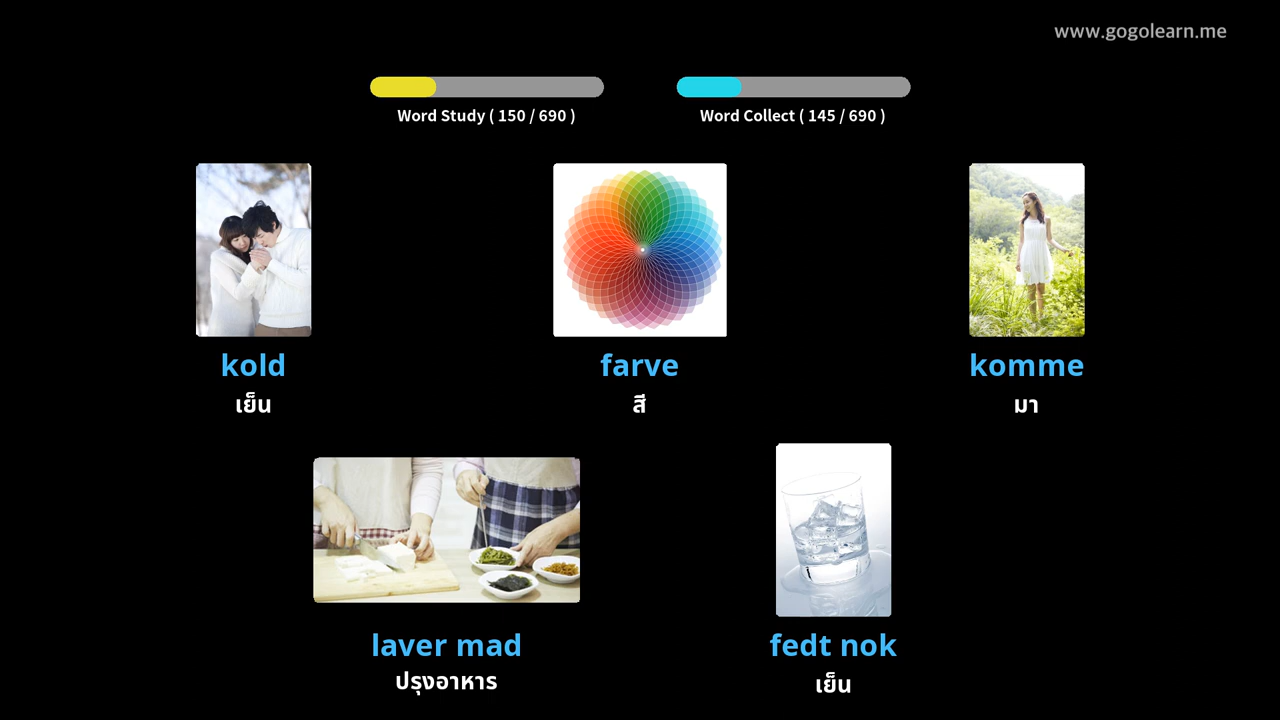 www.gogolearn.me
Word Study ( 150 / 690 )
Word Collect ( 145 / 690 )
kold
farve
komme
เย็น
สี
มา
laver mad
fedt nok
ปรุงอาหาร
เย็น